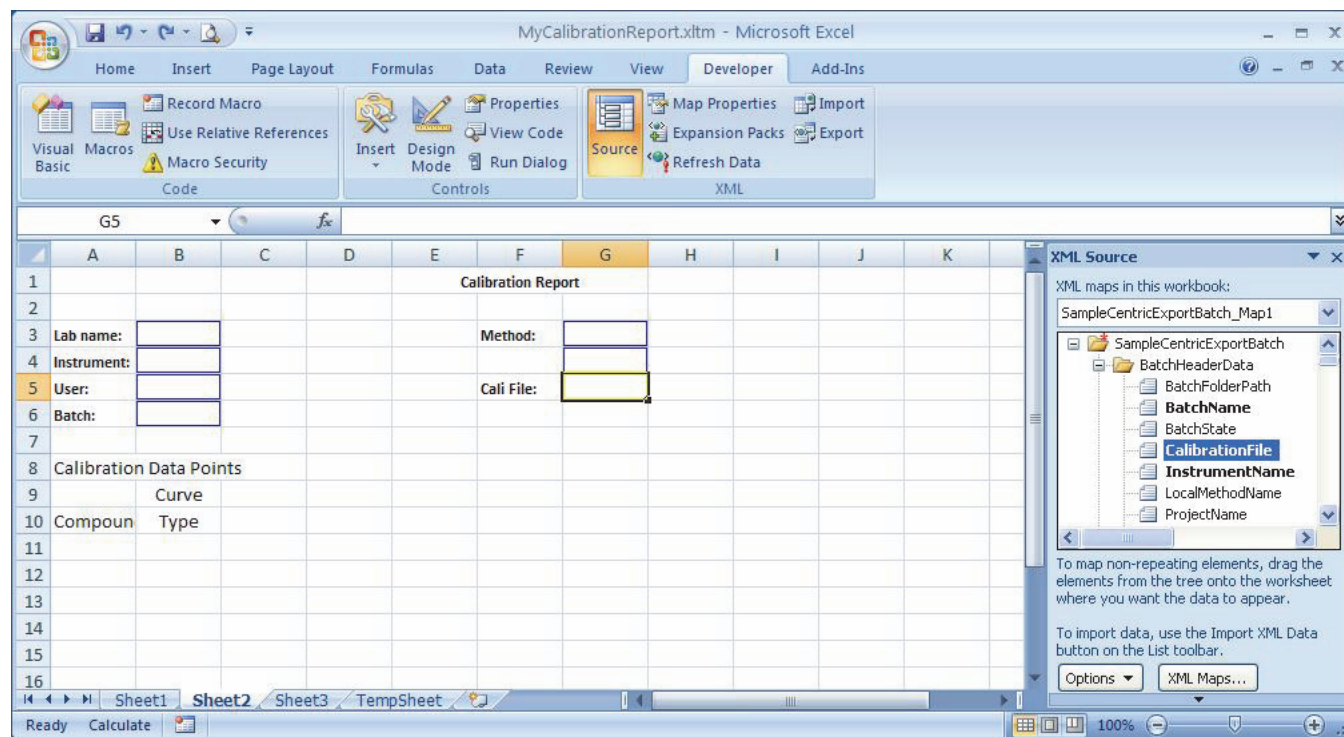 MyCalibrationReport.xltm - Microsoft Excel
Home Insert Page Layout Formulas Data Review View Developer Add-Ins
Visual Basic
Macros
Record Macro
Use Relative References
Macro Security
Code
Insert
Design Mode
Properties
View Code
Run Dialog
Controls
Source
Map Properties
Expansion Packs
Refresh Data
Import
Export
XML
G5
fx
A B C D E F G H I J K
1 Calibration Report
2
3 Lab name: Method:
4 Instrument:
5 User: Cali File:
6 Batch:
7
8 Calibration Data Points
9 Curve
10 Compoun Type
11
12
13
14
15
16
Sheet1 Sheet2 Sheet3 TempSheet
Ready Calculate
100%
XML Source
XML maps in this workbook:
SampleCentricExportBatch_Map1
SampleCentricExportBatch
BatchHeaderData
BatchFolderPath
BatchName
BatchState
CalibrationFile
InstrumentName
LocalMethodName
ProjectName
To map non-repeating elements, drag the
elements from the tree onto the worksheet
where you want the data to appear.
To import data, use the Import XML Data
button on the List toolbar.
Options
XML Maps...